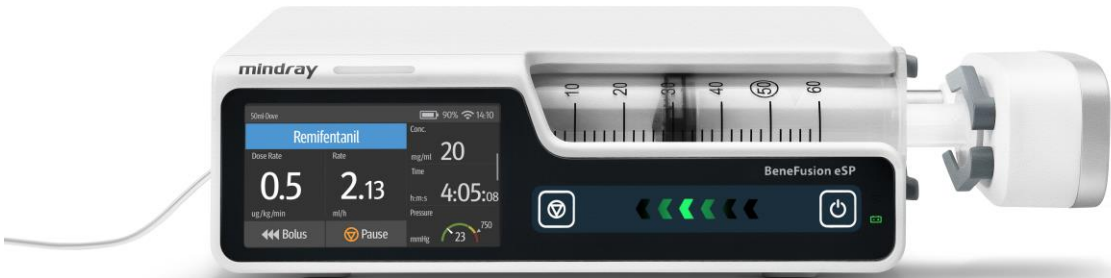 mindray
50ml Owe
90% 14:10
Remifentanil
Conc.
mg/ml 20
Dose Rate
0.5
ug/kg/min
Rate
2.13
ml/h
Time
h:m:s 4:05:08
Pressure
mmHg 23 750
Bolus
Pause
10 20 30 40 50 60
BeneFusion eSP